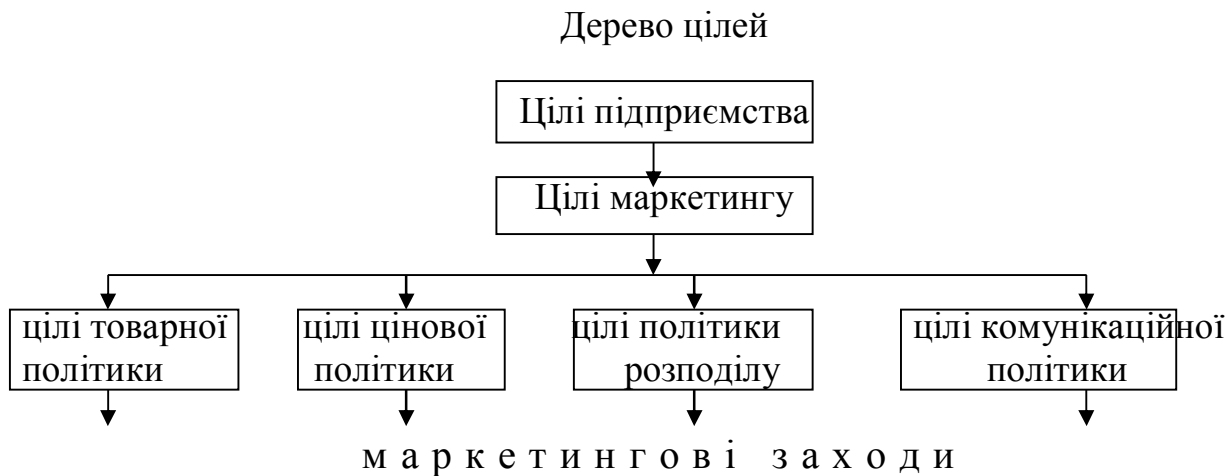 Дерево цілей
Цілі підприємства
Цілі маркетингу
цілі товарної
політики
цілі цінової
політики
цілі політики
розподілу
цілі комунікаційної
політики
маркетингові заходи